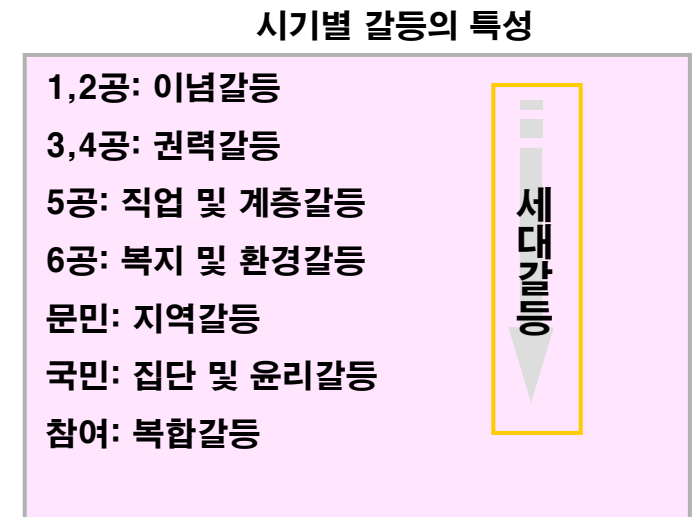 시기별 갈등의 특성
1,2공: 이념갈등
3,4공: 권력갈등
5공: 직업 및 계층갈등
6공: 복지 및 환경갈등
문민: 지역갈등
국민: 집단 및 윤리갈등
참여: 복합갈등
세대갈등